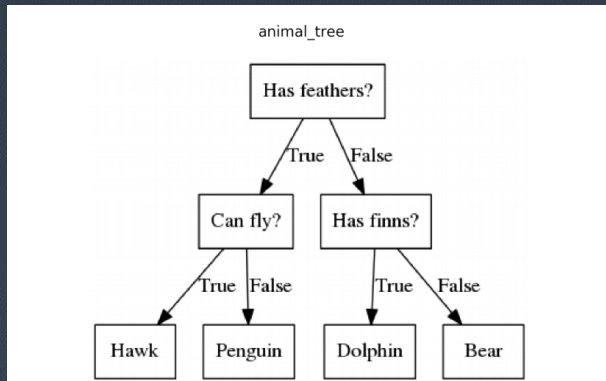 animal_tree
Has feathers?
True False
Can fly? Has finns?
True False True False
Hawk Penguin Dolphin Bear